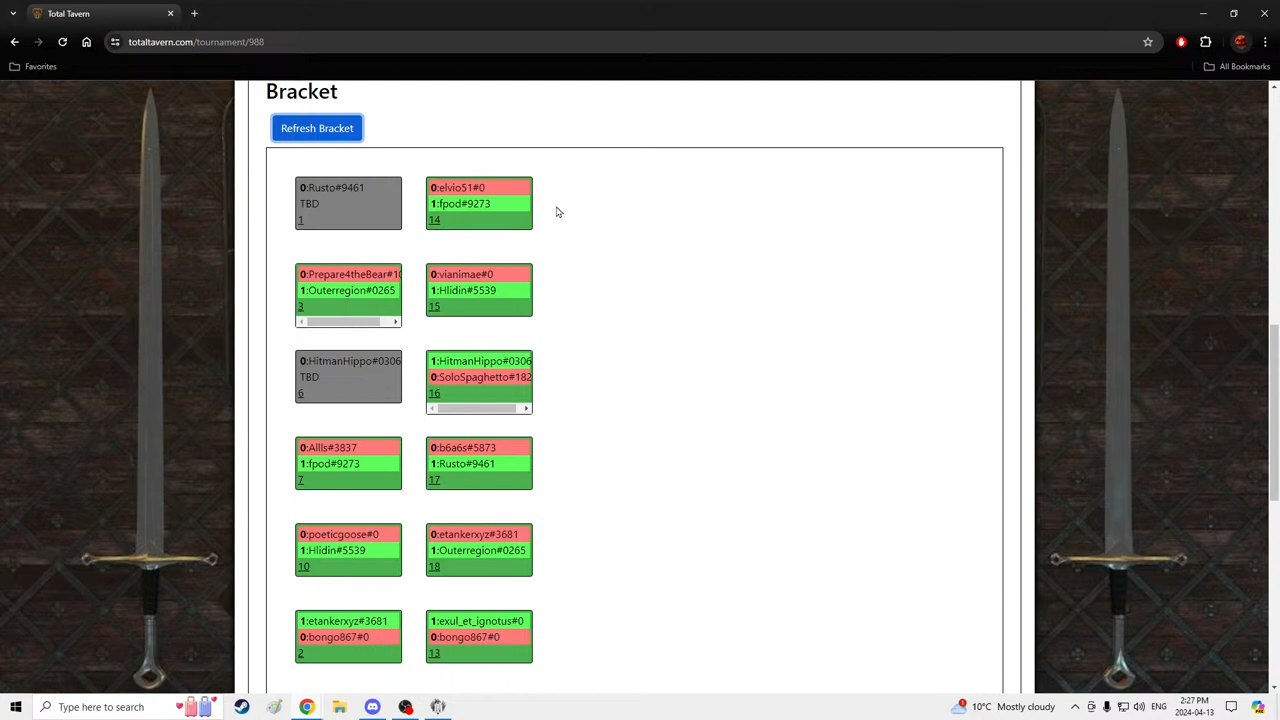 Total Tavern
totaltavern.com/tournament/988
Favorites
All Bookmarks
Bracket
Refresh Bracket
0:Rusto#9461
TBD
1
0:elvio51#0
1:fpod#9273
14
0:Prepare4theBear#10
1:Outerregion#0265
3
0:vianimae#0
1:Hlidin#5539
15
0:HitmanHippo#0306
TBD
6
1:HitmanHippo#0306
0:SoloSpaghetto#182
16
0:Allls#3837
1:fpod#9273
7
0:b6a6s#5873
1:Rusto#9461
17
0:poeticgoose#0
1:Hlidin#5539
10
0:etankerxyz#3681
1:Outerregion#0265
18
1:etankerxyz#3681
0:bongo867#0
2
1:exul_et_ignotus#0
0:bongo867#0
13
Type here to search
10°C Mostly cloudy
ENG
2:27 PM
2024-04-13